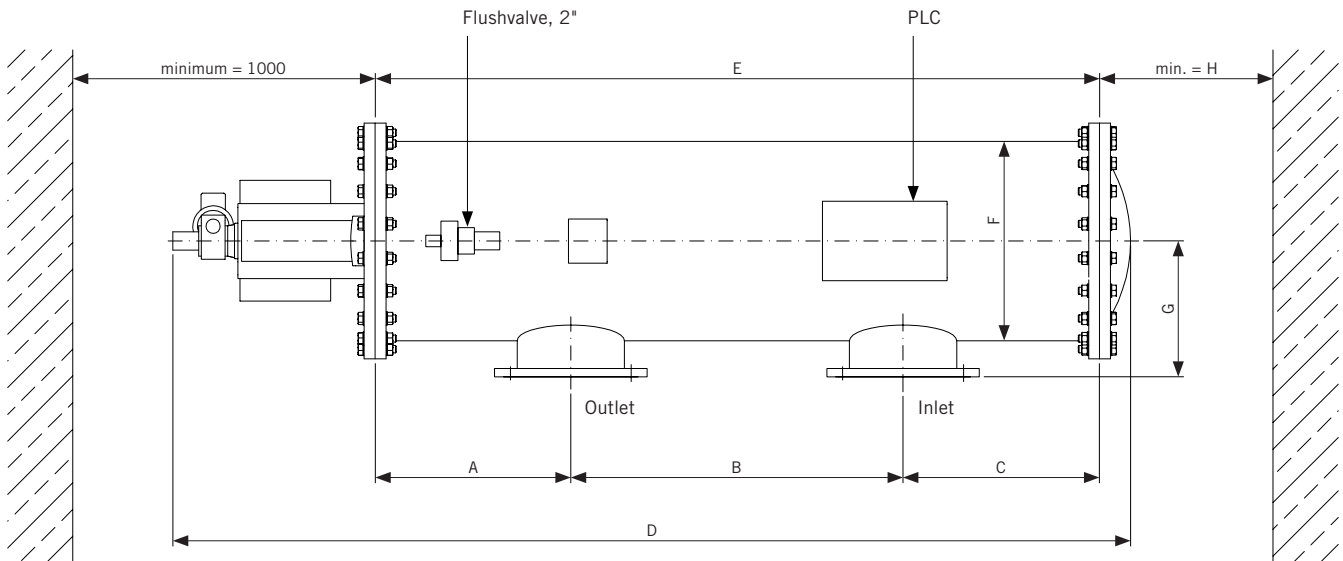 Flushvalve, 2"
PLC
minimum = 1000
E
min. = H
F
G
Outlet
Inlet
A
B
C
D